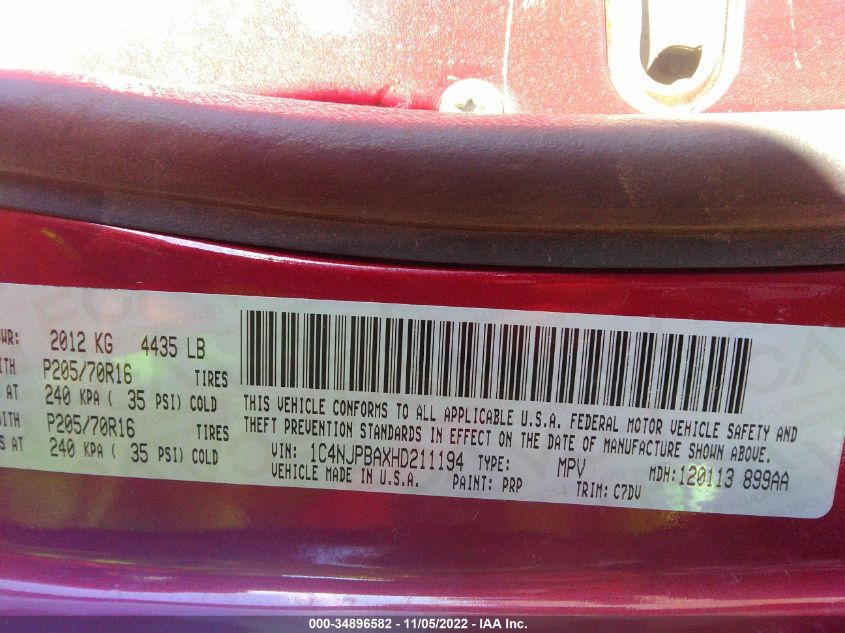 WR: 2012 KG 4435 LB
ITH P205/70R16 TIRES
AT 240 KPA ( 35 PSI) COLD
WITH P205/70R16 TIRES
S AT 240 KPA ( 35 PSI) COLD
THIS VEHICLE CONFORMS TO ALL APPLICABLE U.S.A. FEDERAL MOTOR VEHICLE SAFETY AND
THEFT PREVENTION STANDARDS IN EFFECT ON THE DATE OF MANUFACTURE SHOWN ABOVE.
VIN: 1C4NJPBAXHD211194 TYPE: MPV MDH:120113 899AA
VEHICLE MADE IN U.S.A. PAINT: PRP TRIM: C7DV
000-34896582 - 11/05/2022 - IAA Inc.